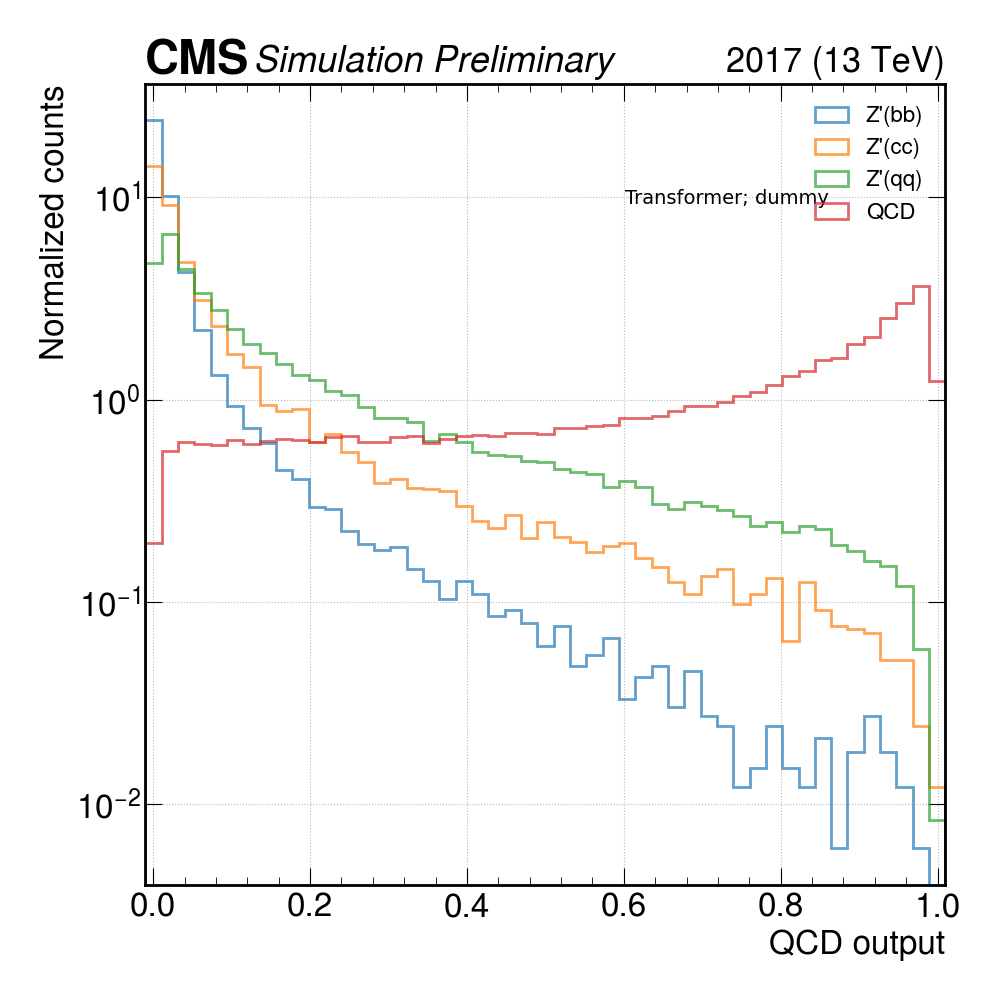 CMS Simulation Preliminary 2017 (13 TeV)
Normalized counts
Z'(bb)
Z'(cc)
Z'(qq)
QCD
Transformer; dummy
10¹
10⁰
10⁻¹
10⁻²
0.0 0.2 0.4 0.6 0.8 1.0
QCD output